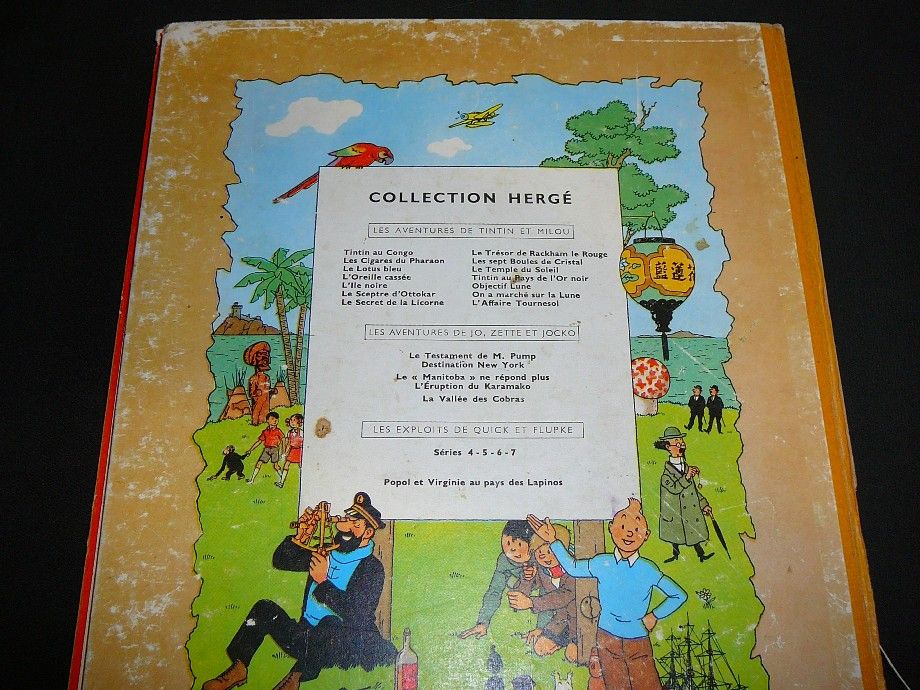 COLLECTION HERGÉ
LES AVENTURES DE TINTIN ET MILOU
Tintin au Congo
Les Cigares du Pharaon
Le Lotus bleu
L'Oreille cassée
L'Ile noire
Le Sceptre d'Ottokar
Le Secret de la Licorne
Le Trésor de Rackham le Rouge
Les sept Boules de Cristal
Le Temple du Soleil
Tintin au Pays de l'Or noir
Objectif Lune
On a marché sur la Lune
L'Affaire Tournesol
LES AVENTURES DE JO, ZETTE ET JOCKO
Le Testament de M. Pump
Destination New York
Le « Manitoba » ne répond plus
L'Éruption du Karamako
La Vallée des Cobras
LES EXPLOITS DE QUICK ET FLUPKE
Séries 4 - 5 - 6 - 7
Popol et Virginie au pays des Lapinos